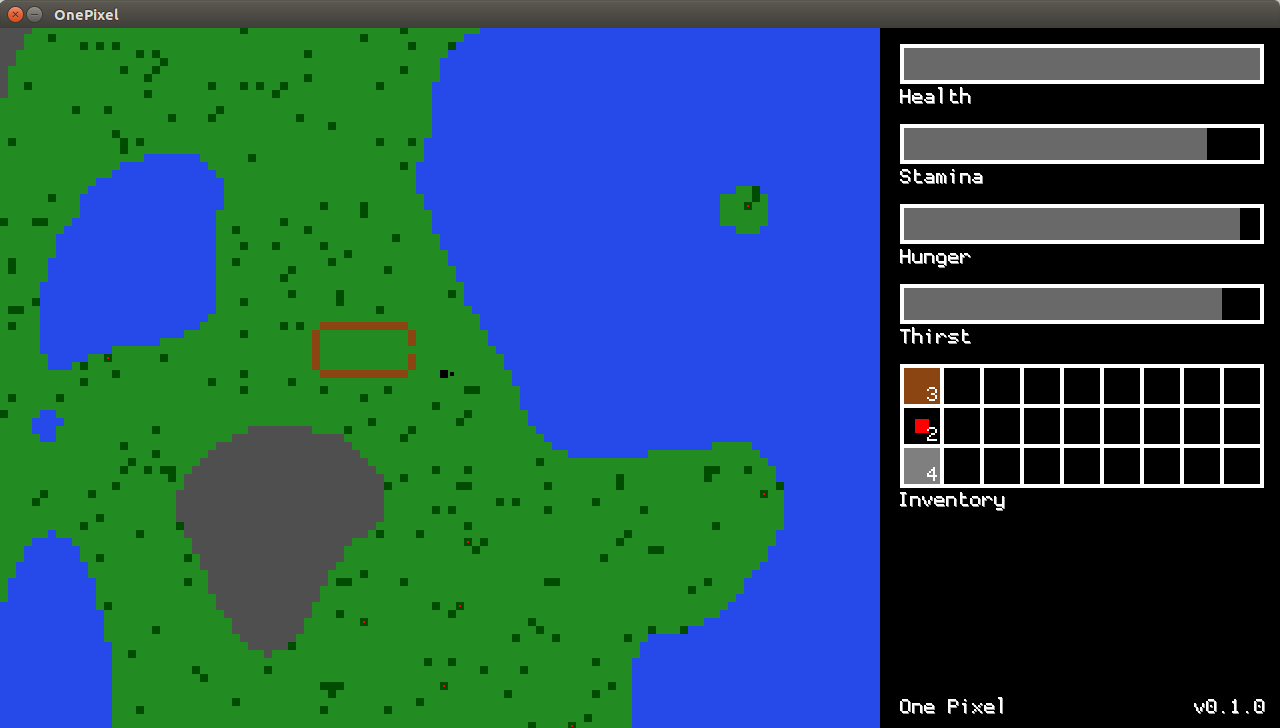 OnePixel
Health
Stamina
Hunger
Thirst
3
2
4
Inventory
One Pixel v0.1.0